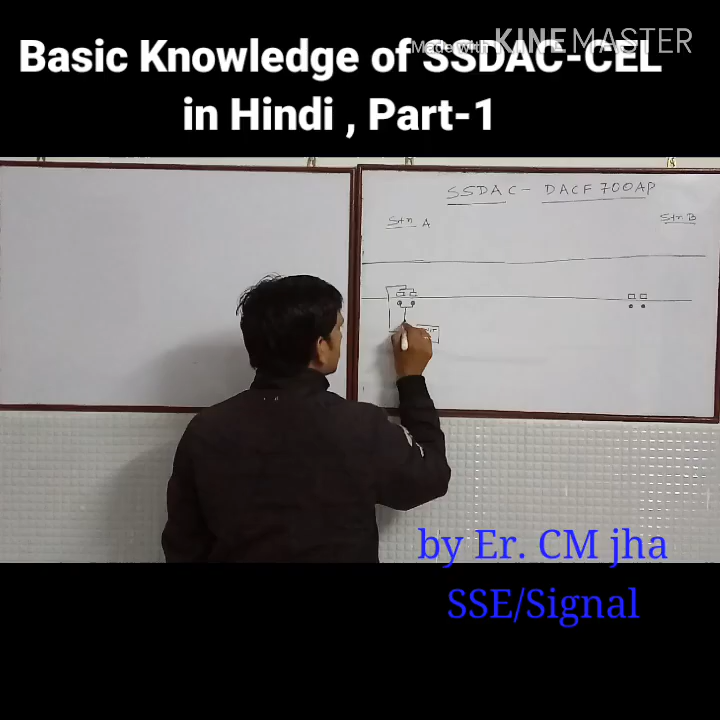 Made with KINEMASTER
Basic Knowledge of SSDAC-CEL
in Hindi , Part-1
SSDAC - DACF 700AP
Stn A
Stn B
by Er. CM jha
SSE/Signal